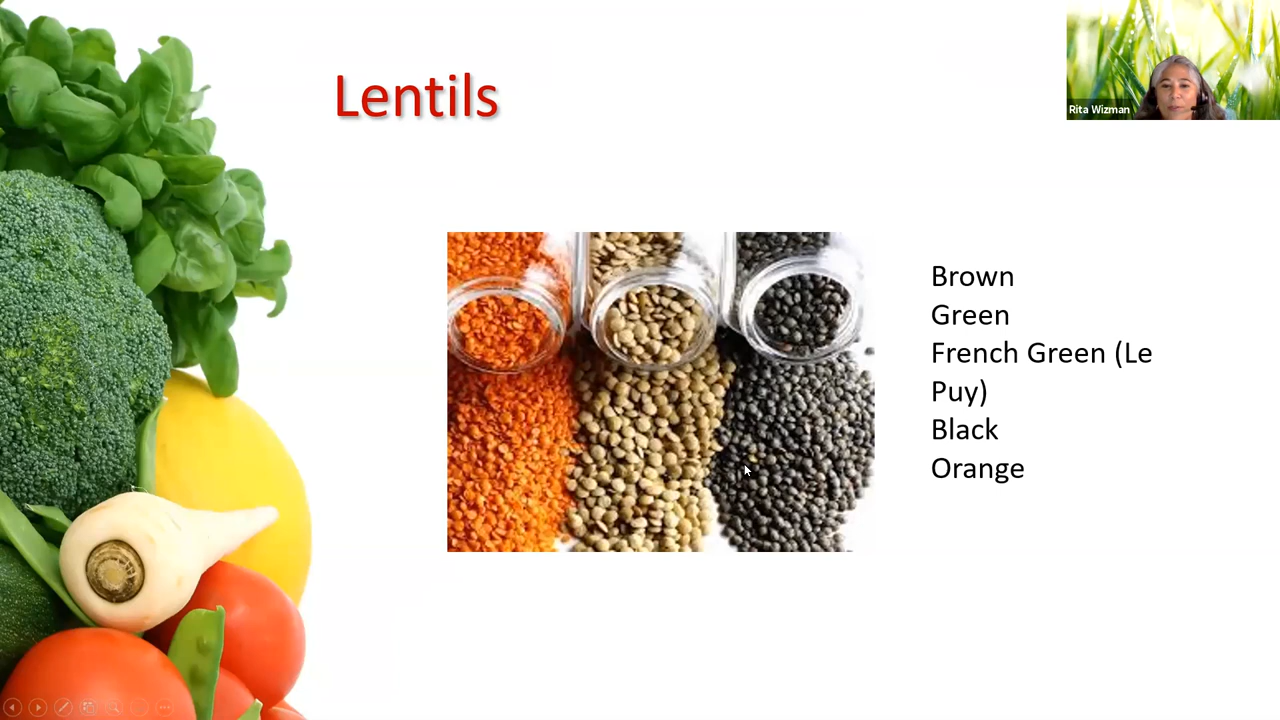 Lentils
Rita Wizman
Brown
Green
French Green (Le
Puy)
Black
Orange